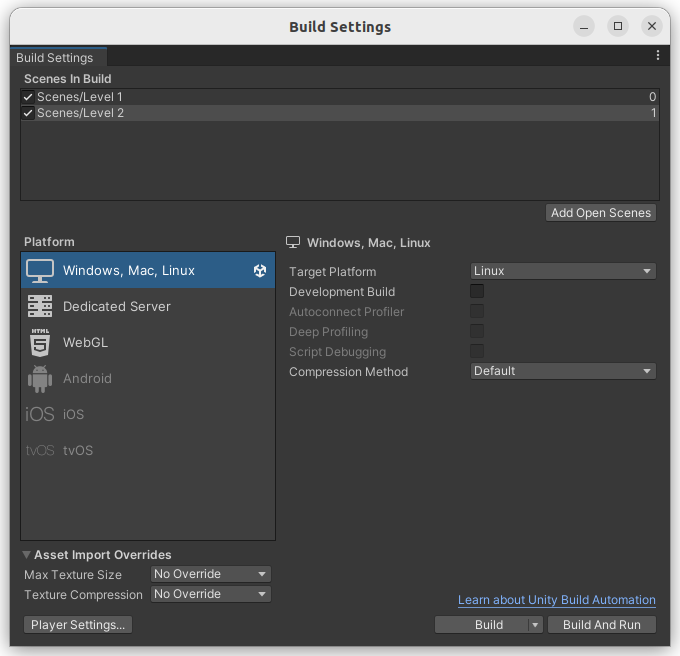 Build Settings
Build Settings
Scenes In Build
Scenes/Level 1 0
Scenes/Level 2 1
Add Open Scenes
Platform
Windows, Mac, Linux
Dedicated Server
HTML 5 WebGL
Android
iOS iOS
tvOS tvOS
Windows, Mac, Linux
Target Platform Linux
Development Build
Autoconnect Profiler
Deep Profiling
Script Debugging
Compression Method Default
Asset Import Overrides
Max Texture Size No Override
Texture Compression No Override
Learn about Unity Build Automation
Player Settings... Build Build And Run